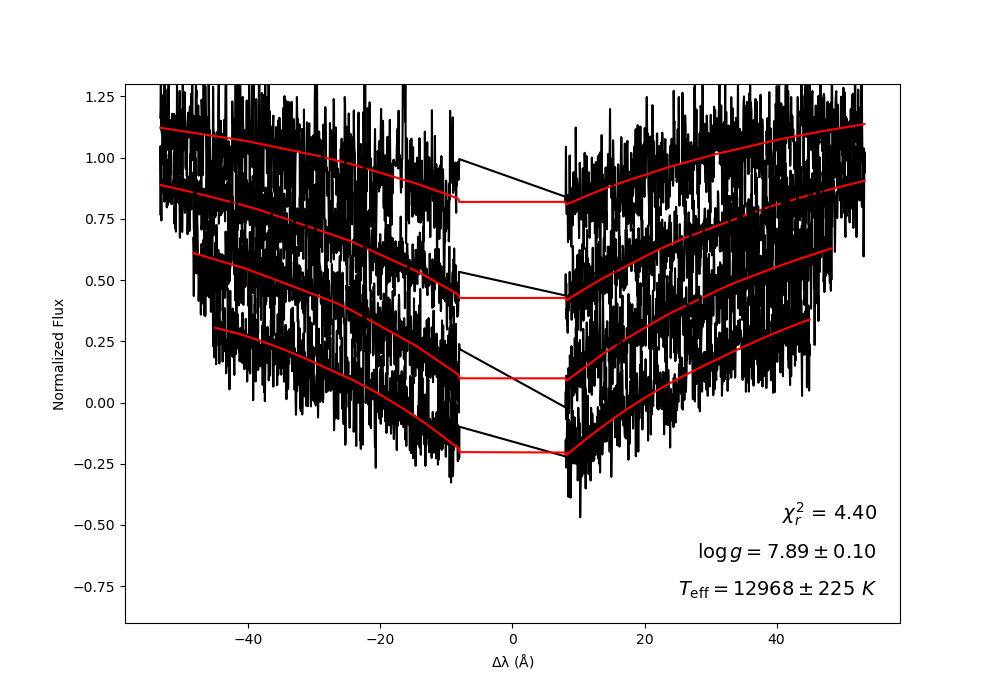 1.25
1.00
0.75
0.50
0.25
0.00
−0.25
−0.50
−0.75
Normalized Flux
χ²ᵣ = 4.40
log g = 7.89 ± 0.10
T_eff = 12968 ± 225 K
−40
−20
0
20
40
Δλ (Å)